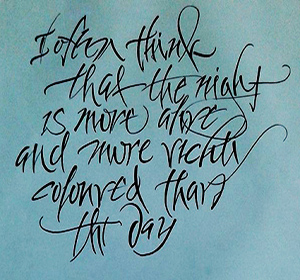 I often think
that the night
is more alive
and more richly
coloured than
the day